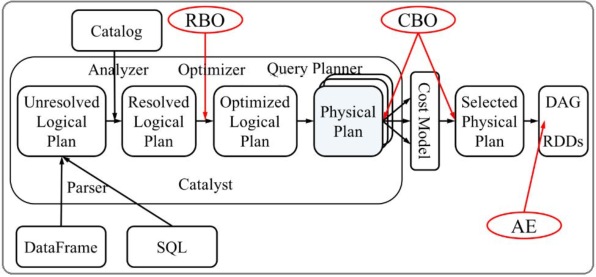 RBO
CBO
Catalog
Analyzer
Optimizer
Query Planner
Unresolved
Logical
Plan
Resolved
Logical
Plan
Optimized
Logical
Plan
Physical
Plan
Cost Model
Selected
Physical
Plan
DAG
RDDs
Parser
Catalyst
AE
DataFrame
SQL